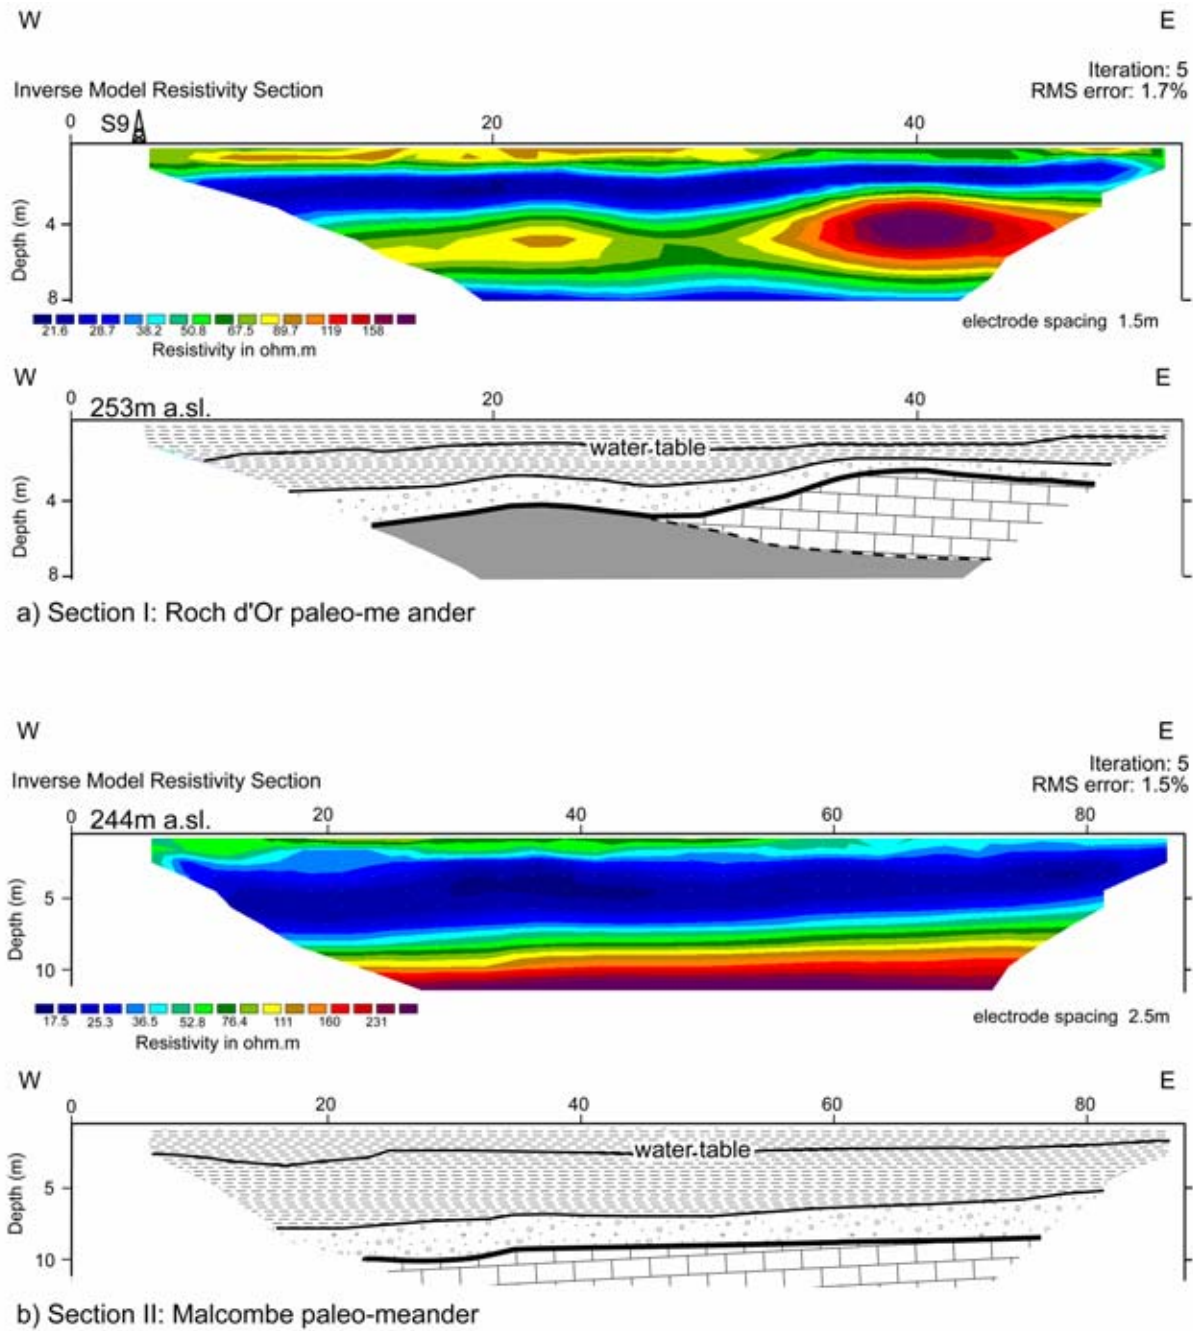 W E
Iteration: 5
Inverse Model Resistivity Section RMS error: 1.7%
0 S9 20 40
Depth (m)
4
8
21.6 28.7 38.2 50.8 67.5 89.7 119 158
Resistivity in ohm.m
electrode spacing 1.5m
W E
0 253m a.sl. 20 40
water-table
Depth (m)
4
8
a) Section I: Roch d'Or paleo-me ander
W E
Iteration: 5
Inverse Model Resistivity Section RMS error: 1.5%
0 244m a.sl. 20 40 60 80
Depth (m)
5
10
17.5 25.3 36.5 52.8 76.4 111 160 231
Resistivity in ohm.m
electrode spacing 2.5m
W E
0 20 40 60 80
water table
Depth (m)
5
10
b) Section II: Malcombe paleo-meander